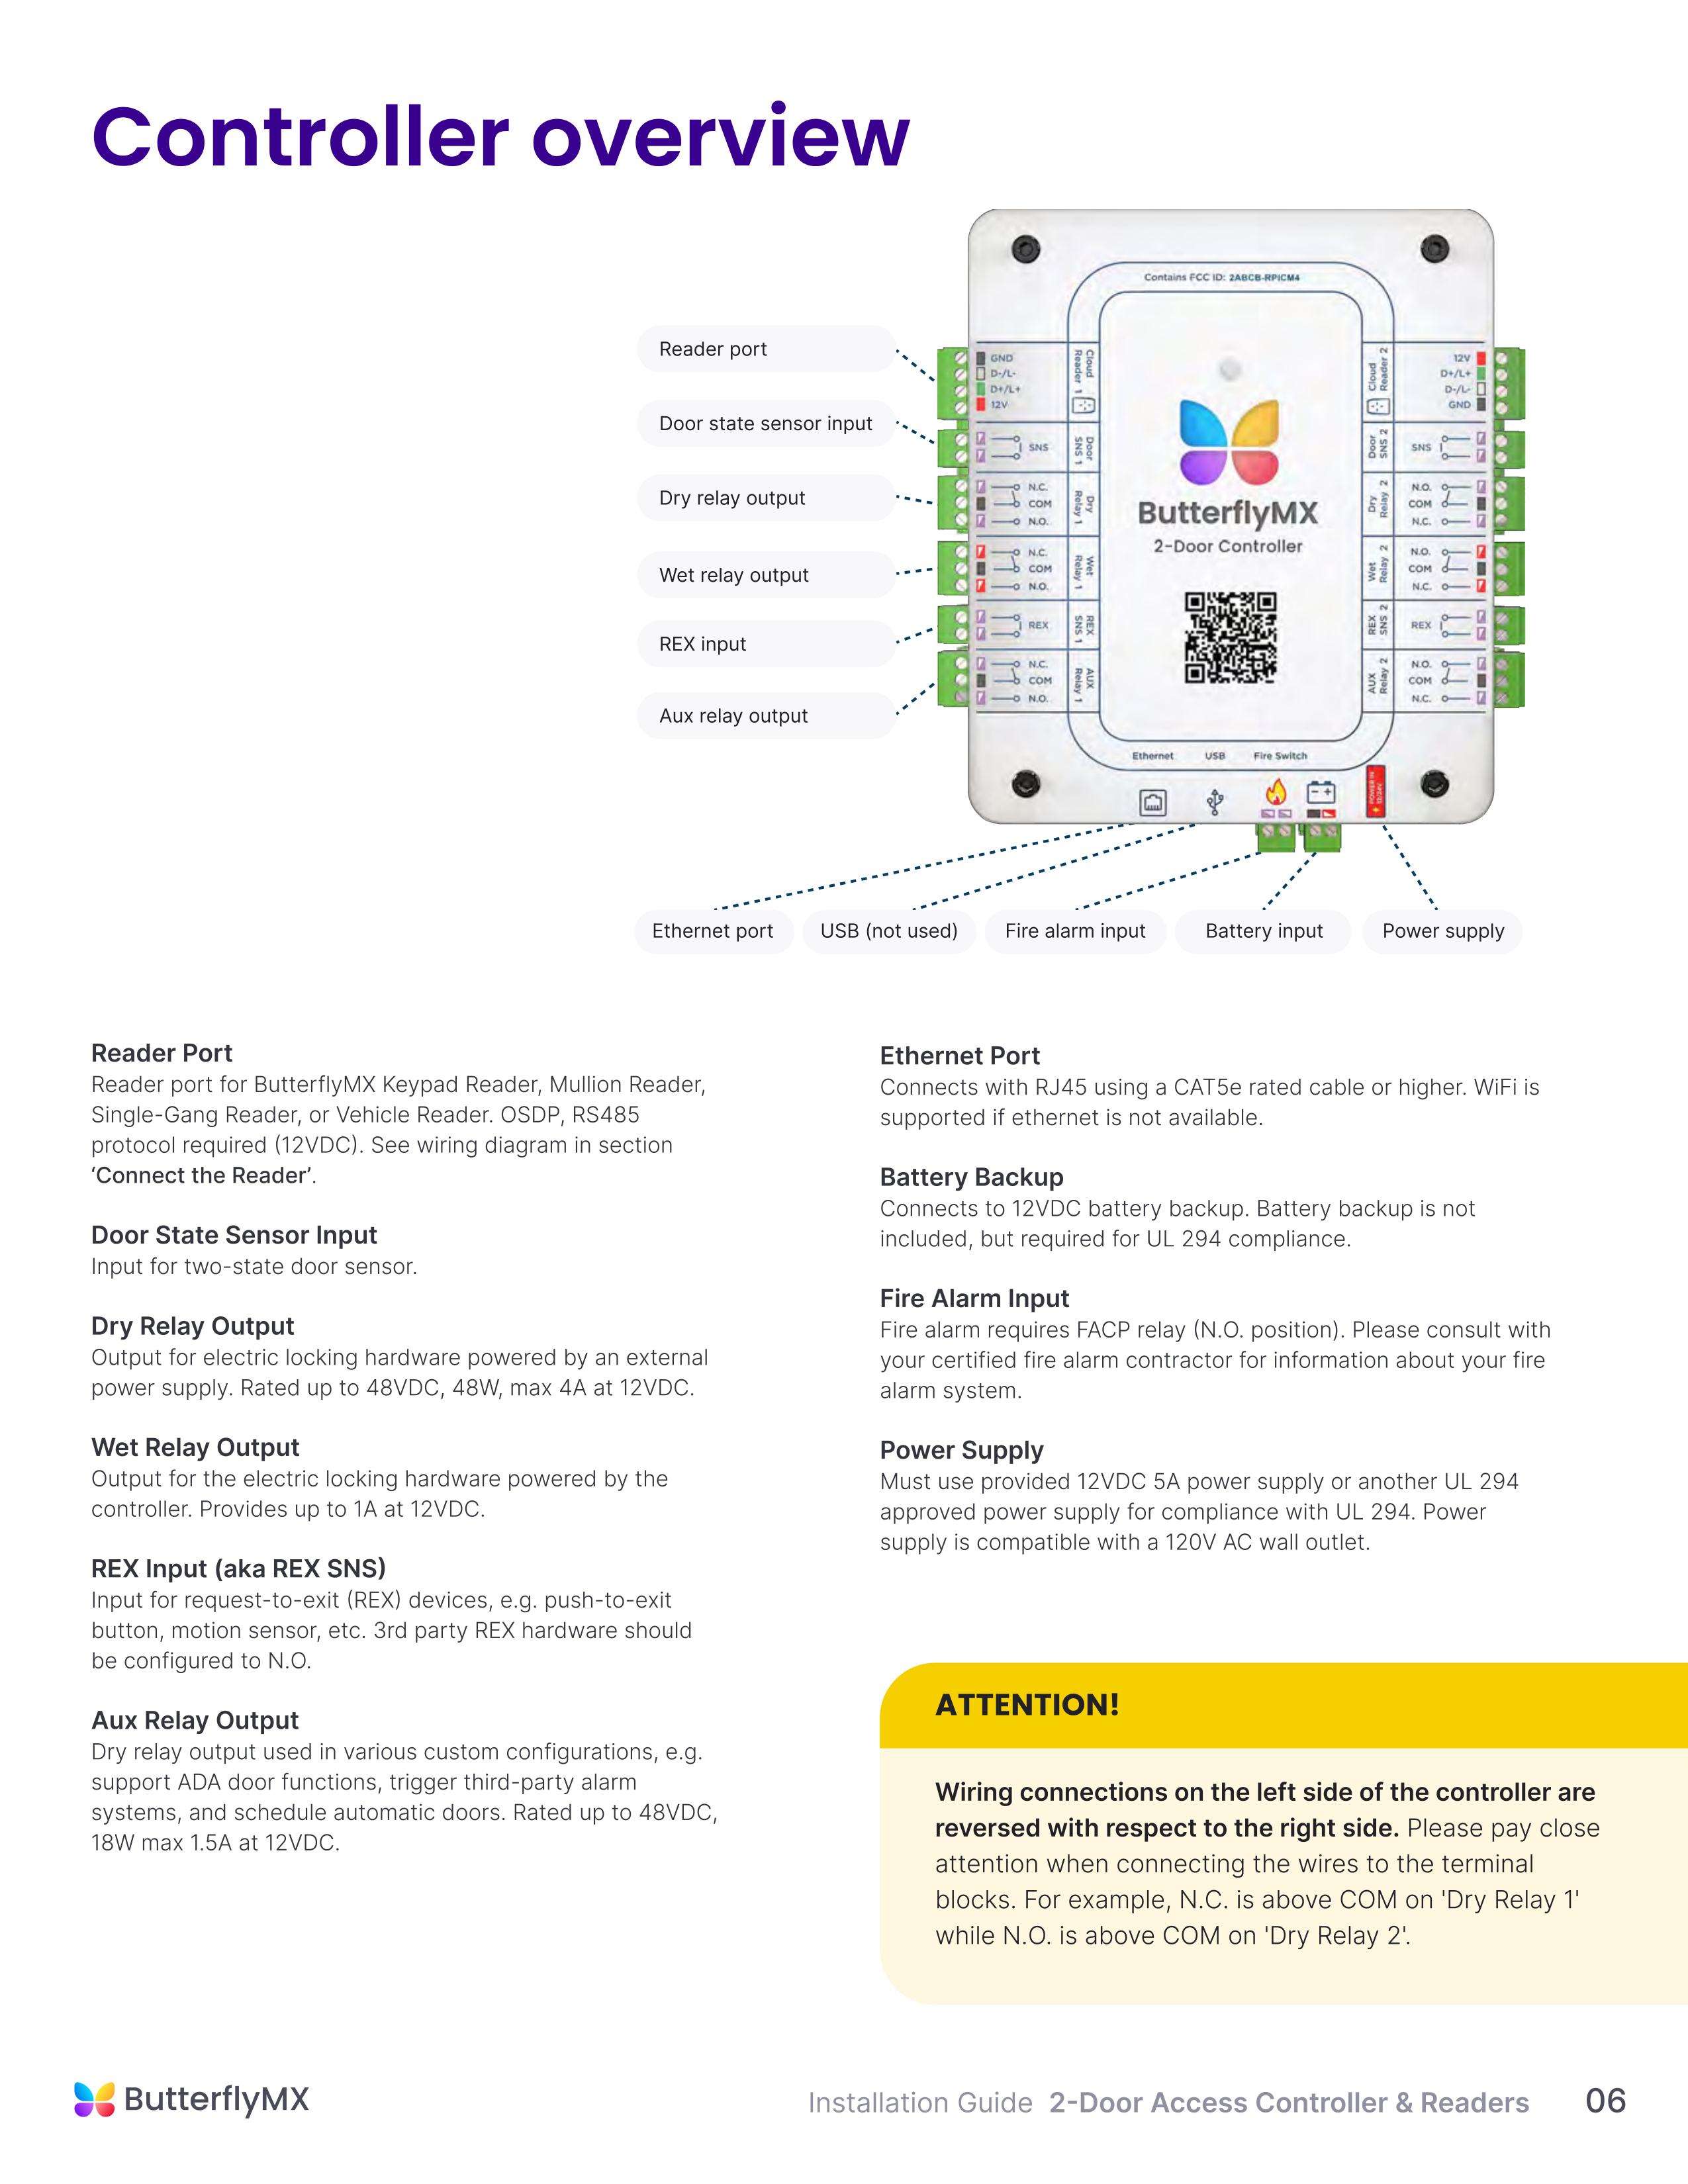 Controller overview
Contains FCC ID: 2ABCB-RPICM4
Reader port
Door state sensor input
Dry relay output
Wet relay output
REX input
Aux relay output
GND
D-/L-
D+/L+
12V
Cloud
Reader 1
SNS
Door
SNS 1
N.C.
COM
N.O.
Dry
Relay 1
N.C.
COM
N.O.
Wet
Relay 1
REX
REX
SNS 1
N.C.
COM
N.O.
AUX
Relay 1
ButterflyMX
2-Door Controller
Cloud
Reader 2
12V
D+/L+
D-/L-
GND
Door
SNS 2
SNS
Dry
Relay 2
N.O.
COM
N.C.
Wet
Relay 2
N.O.
COM
N.C.
REX
SNS 2
REX
AUX
Relay 2
N.O.
COM
N.C.
Ethernet USB Fire Switch
POWER IN
12/24V
Ethernet port
USB (not used)
Fire alarm input
Battery input
Power supply
Reader Port
Reader port for ButterflyMX Keypad Reader, Mullion Reader,
Single-Gang Reader, or Vehicle Reader. OSDP, RS485
protocol required (12VDC). See wiring diagram in section
‘Connect the Reader’.
Door State Sensor Input
Input for two-state door sensor.
Dry Relay Output
Output for electric locking hardware powered by an external
power supply. Rated up to 48VDC, 48W, max 4A at 12VDC.
Wet Relay Output
Output for the electric locking hardware powered by the
controller. Provides up to 1A at 12VDC.
REX Input (aka REX SNS)
Input for request-to-exit (REX) devices, e.g. push-to-exit
button, motion sensor, etc. 3rd party REX hardware should
be configured to N.O.
Aux Relay Output
Dry relay output used in various custom configurations, e.g.
support ADA door functions, trigger third-party alarm
systems, and schedule automatic doors. Rated up to 48VDC,
18W max 1.5A at 12VDC.
Ethernet Port
Connects with RJ45 using a CAT5e rated cable or higher. WiFi is
supported if ethernet is not available.
Battery Backup
Connects to 12VDC battery backup. Battery backup is not
included, but required for UL 294 compliance.
Fire Alarm Input
Fire alarm requires FACP relay (N.O. position). Please consult with
your certified fire alarm contractor for information about your fire
alarm system.
Power Supply
Must use provided 12VDC 5A power supply or another UL 294
approved power supply for compliance with UL 294. Power
supply is compatible with a 120V AC wall outlet.
ATTENTION!
Wiring connections on the left side of the controller are
reversed with respect to the right side. Please pay close
attention when connecting the wires to the terminal
blocks. For example, N.C. is above COM on 'Dry Relay 1'
while N.O. is above COM on 'Dry Relay 2'.
ButterflyMX
Installation Guide 2-Door Access Controller & Readers 06